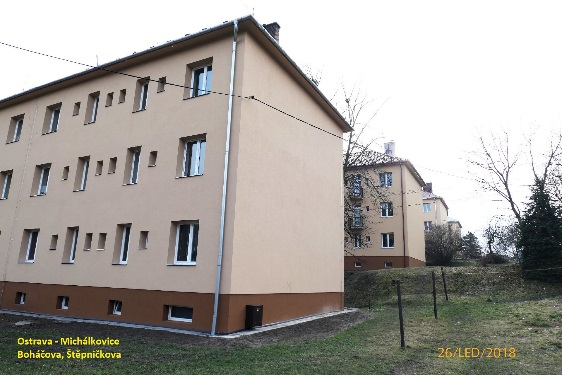 Ostrava - Michálkovice
Boháčova, Štěpničkova
26/LED/2018